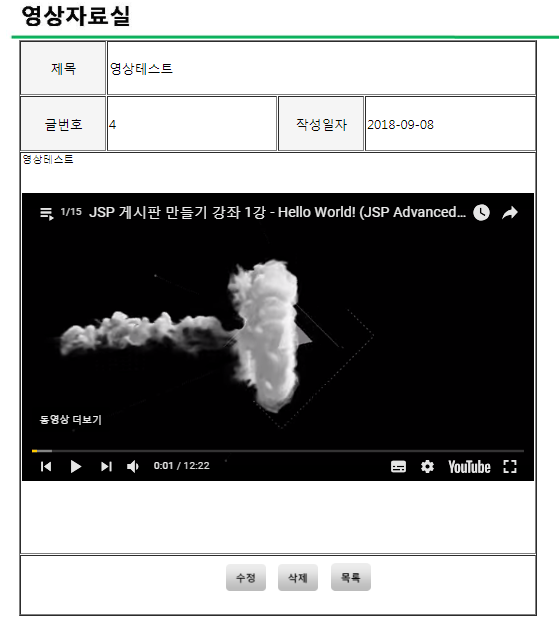 영상자료실
제목 영상테스트
글번호 4 작성일자 2018-09-08
영상테스트
1/15 JSP 게시판 만들기 강좌 1강 - Hello World! (JSP Advanced...
동영상 더보기
0:01 / 12:22 YouTube
수정 삭제 목록